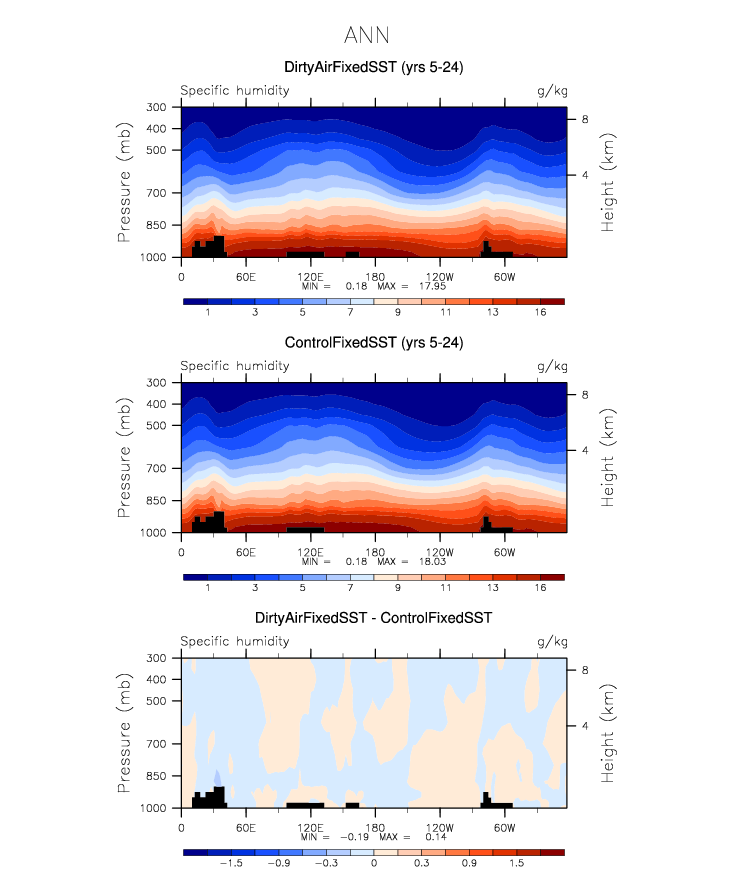 ANN
DirtyAirFixedSST (yrs 5-24)
Specific humidity g/kg
Pressure (mb)
300
400
500
700
850
1000
8
4
Height (km)
0 60E 120E 180 120W 60W
MIN = 0.18 MAX = 17.95
1 3 5 7 9 11 13 16
ControlFixedSST (yrs 5-24)
Specific humidity g/kg
Pressure (mb)
300
400
500
700
850
1000
8
4
Height (km)
0 60E 120E 180 120W 60W
MIN = 0.18 MAX = 18.03
1 3 5 7 9 11 13 16
DirtyAirFixedSST - ControlFixedSST
Specific humidity g/kg
Pressure (mb)
300
400
500
700
850
1000
8
4
Height (km)
0 60E 120E 180 120W 60W
MIN = -0.19 MAX = 0.14
-1.5 -0.9 -0.3 0 0.3 0.9 1.5